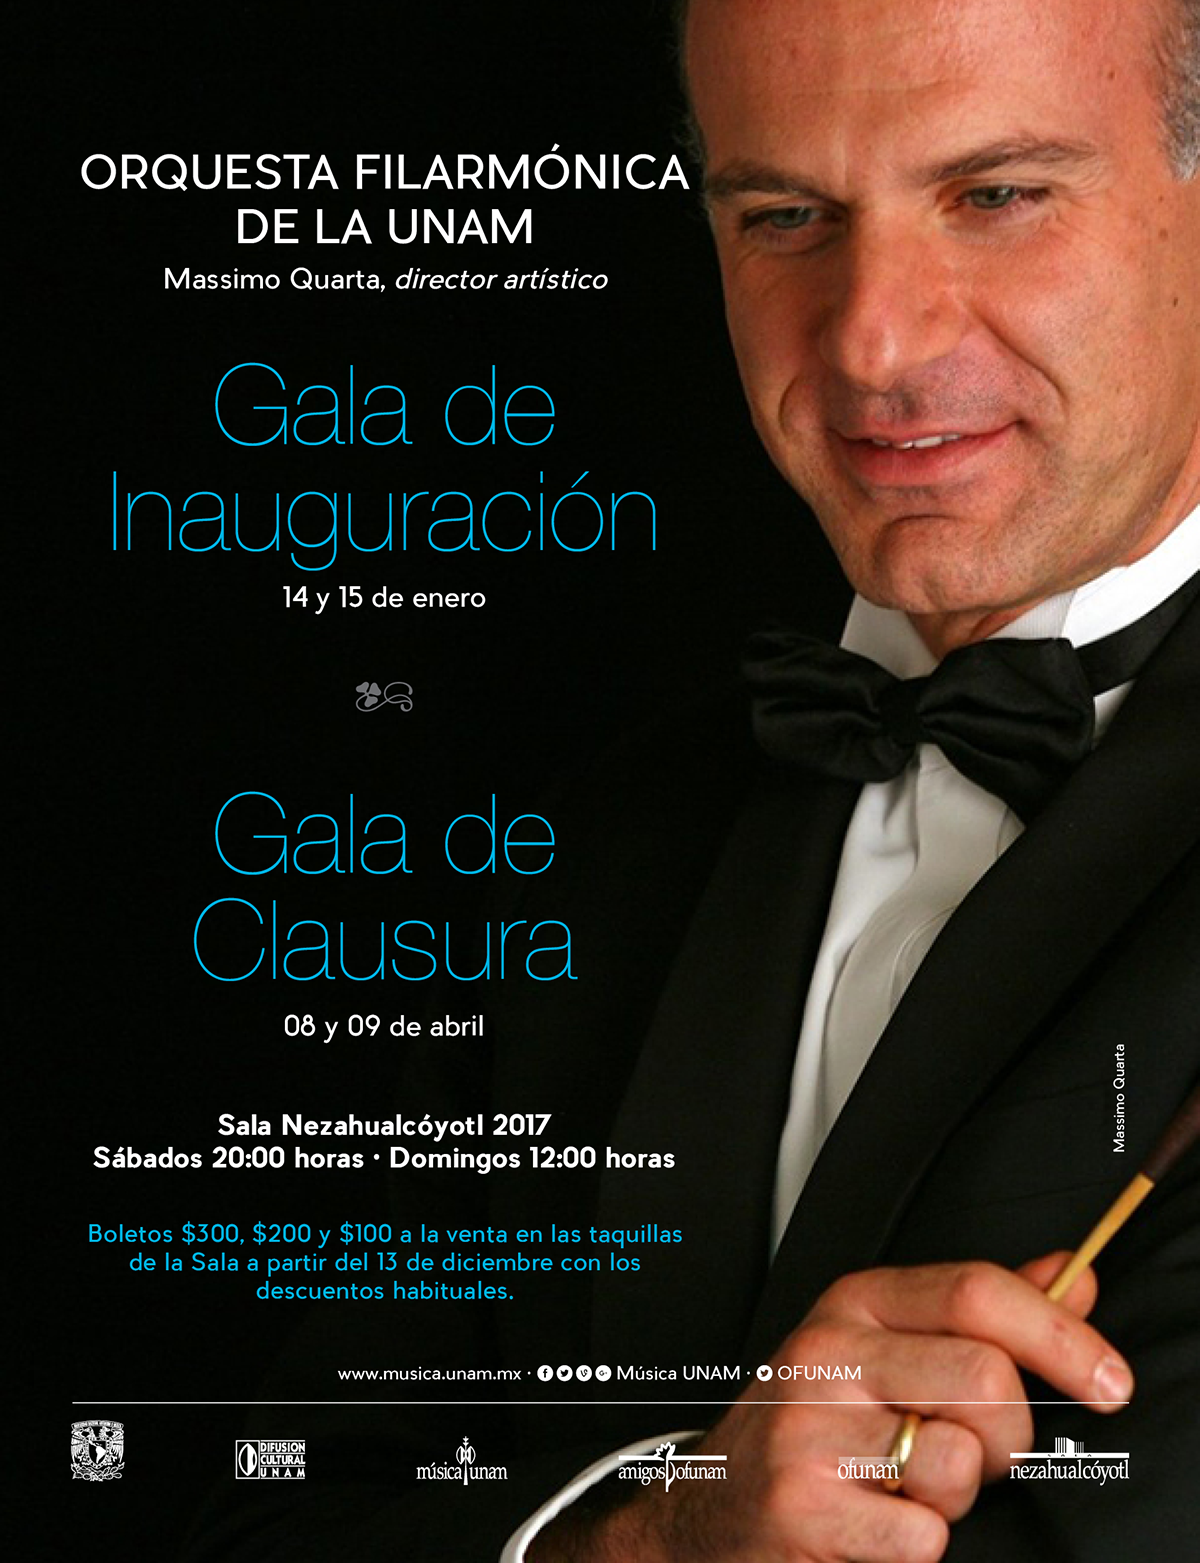 ORQUESTA FILARMÓNICA
DE LA UNAM
Massimo Quarta, director artístico
Gala de
Inauguración
14 y 15 de enero
Gala de
Clausura
08 y 09 de abril
Sala Nezahualcóyotl 2017
Sábados 20:00 horas · Domingos 12:00 horas
Boletos $300, $200 y $100 a la venta en las taquillas
de la Sala a partir del 13 de diciembre con los
descuentos habituales.
Massimo Quarta
www.musica.unam.mx · Música UNAM · OFUNAM
DIFUSION
CULTURAL
UNAM
música unam
amigos ofunam
ofunam
nezahualcóyotl